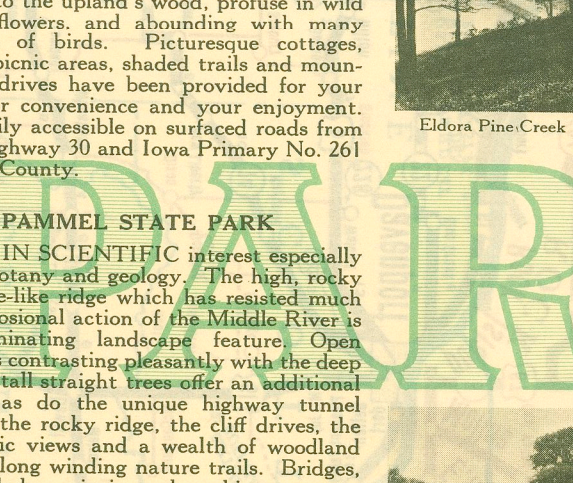 to the upland's wood, profuse in wild
flowers, and abounding with many
of birds. Picturesque cottages,
picnic areas, shaded trails and moun-
drives have been provided for your
r convenience and your enjoyment.
ily accessible on surfaced roads from
ghway 30 and Iowa Primary No. 261
County.
Eldora Pine Creek
PAR
PAMMEL STATE PARK
IN SCIENTIFIC interest especially
otany and geology. The high, rocky
e-like ridge which has resisted much
osional action of the Middle River is
minating landscape feature. Open
s contrasting pleasantly with the deep
tall straight trees offer an additional
as do the unique highway tunnel
the rocky ridge, the cliff drives, the
ic views and a wealth of woodland
long winding nature trails. Bridges,